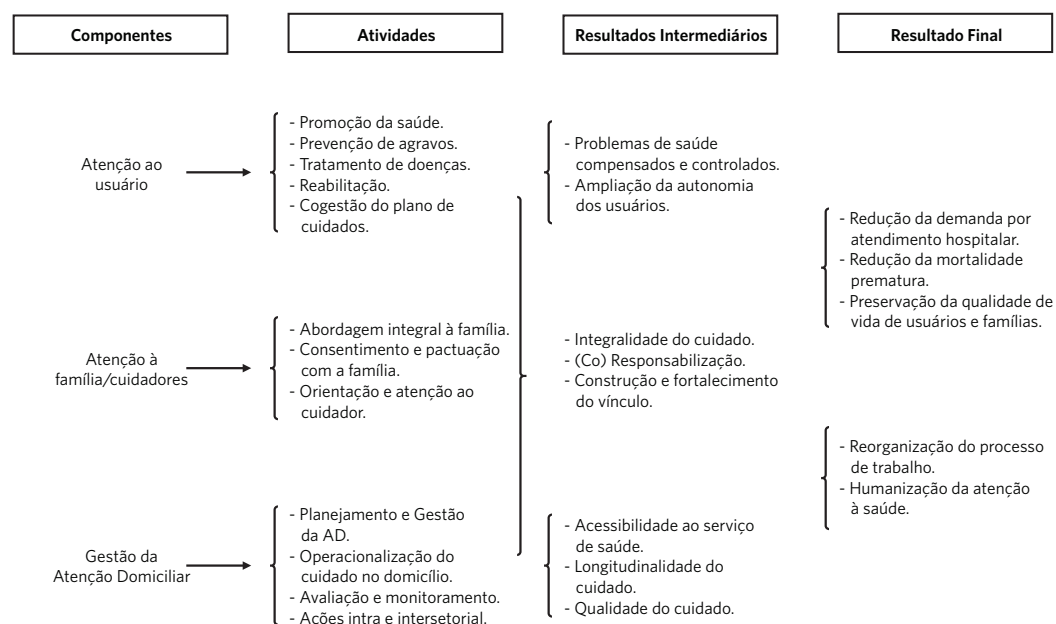 Componentes
Atividades
Resultados Intermediários
Resultado Final
Atenção ao
usuário
- Promoção da saúde.
- Prevenção de agravos.
- Tratamento de doenças.
- Reabilitação.
- Cogestão do plano de
cuidados.
- Problemas de saúde
compensados e controlados.
- Ampliação da autonomia
dos usuários.
- Redução da demanda por
atendimento hospitalar.
- Redução da mortalidade
prematura.
- Preservação da qualidade de
vida de usuários e famílias.
Atenção à
família/cuidadores
- Abordagem integral à família.
- Consentimento e pactuação
com a família.
- Orientação e atenção ao
cuidador.
- Integralidade do cuidado.
- (Co) Responsabilização.
- Construção e fortalecimento
do vínculo.
- Reorganização do processo
de trabalho.
- Humanização da atenção
à saúde.
Gestão da
Atenção Domiciliar
- Planejamento e Gestão
da AD.
- Operacionalização do
cuidado no domicílio.
- Avaliação e monitoramento.
- Ações intra e intersetorial.
- Acessibilidade ao serviço
de saúde.
- Longitudinalidade do
cuidado.
- Qualidade do cuidado.